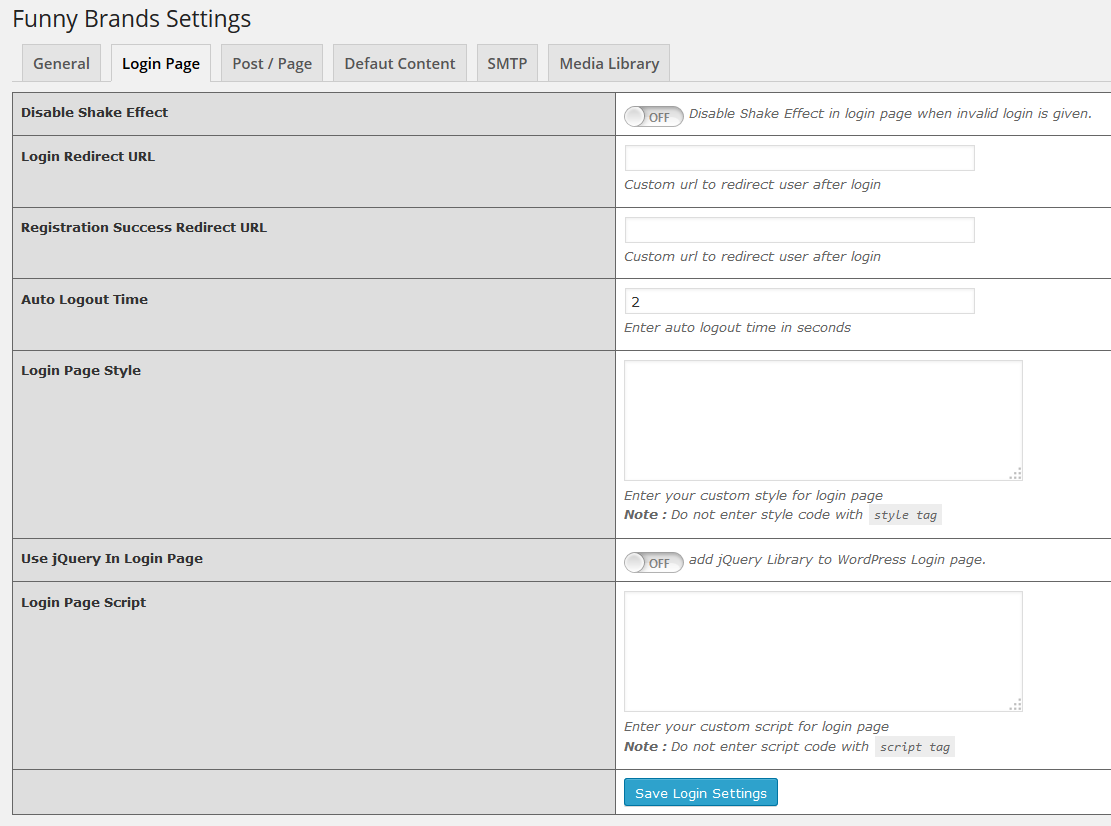 Funny Brands Settings
General Login Page Post / Page Defaut Content SMTP Media Library
Disable Shake Effect OFF Disable Shake Effect in login page when invalid login is given.
Login Redirect URL
Custom url to redirect user after login
Registration Success Redirect URL
Custom url to redirect user after login
Auto Logout Time 2
Enter auto logout time in seconds
Login Page Style
Enter your custom style for login page
Note : Do not enter style code with style tag
Use jQuery In Login Page OFF add jQuery Library to WordPress Login page.
Login Page Script
Enter your custom script for login page
Note : Do not enter script code with script tag
Save Login Settings